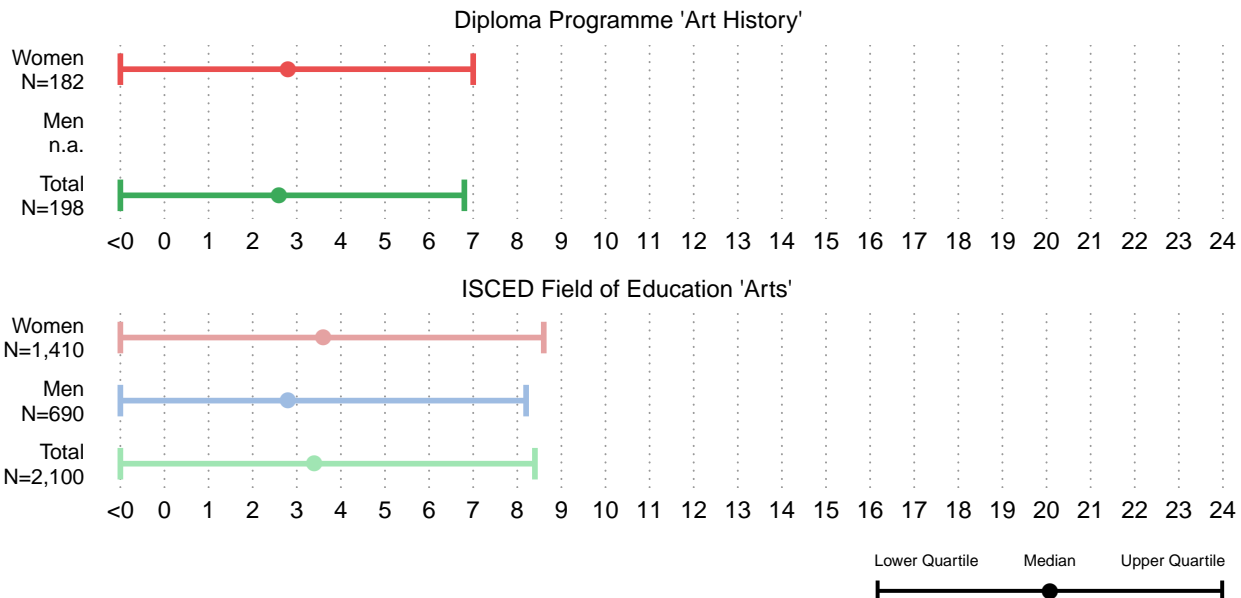 Diploma Programme 'Art History'
Women
N=182
Men
n.a.
Total
N=198
<0 0 1 2 3 4 5 6 7 8 9 10 11 12 13 14 15 16 17 18 19 20 21 22 23 24
ISCED Field of Education 'Arts'
Women
N=1,410
Men
N=690
Total
N=2,100
<0 0 1 2 3 4 5 6 7 8 9 10 11 12 13 14 15 16 17 18 19 20 21 22 23 24
Lower Quartile Median Upper Quartile